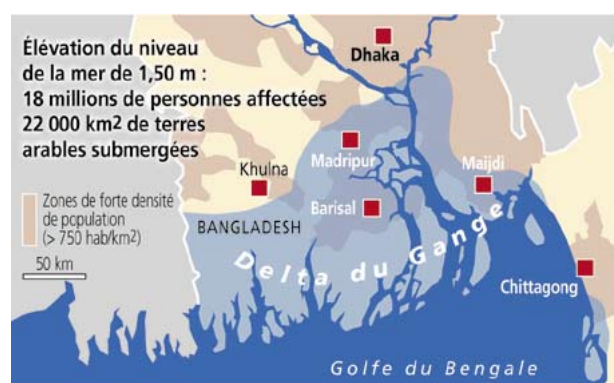 Élévation du niveau
de la mer de 1,50 m :
18 millions de personnes affectées
22 000 km2 de terres
arables submergées
Dhaka
Madripur
Khulna
Maijdi
Barisal
Zones de forte densité
de population
(> 750 hab/km2)
BANGLADESH
50 km
Delta du Gange
Chittagong
Golfe du Bengale